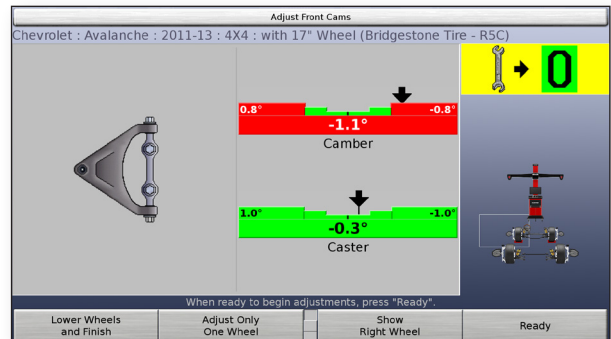 Adjust Front Cams
Chevrolet : Avalanche : 2011-13 : 4X4 : with 17" Wheel (Bridgestone Tire - R5C)
0
0.8°
-0.8°
-1.1°
Camber
1.0°
-1.0°
-0.3°
Caster
When ready to begin adjustments, press "Ready".
Lower Wheels
and Finish
Adjust Only
One Wheel
Show
Right Wheel
Ready